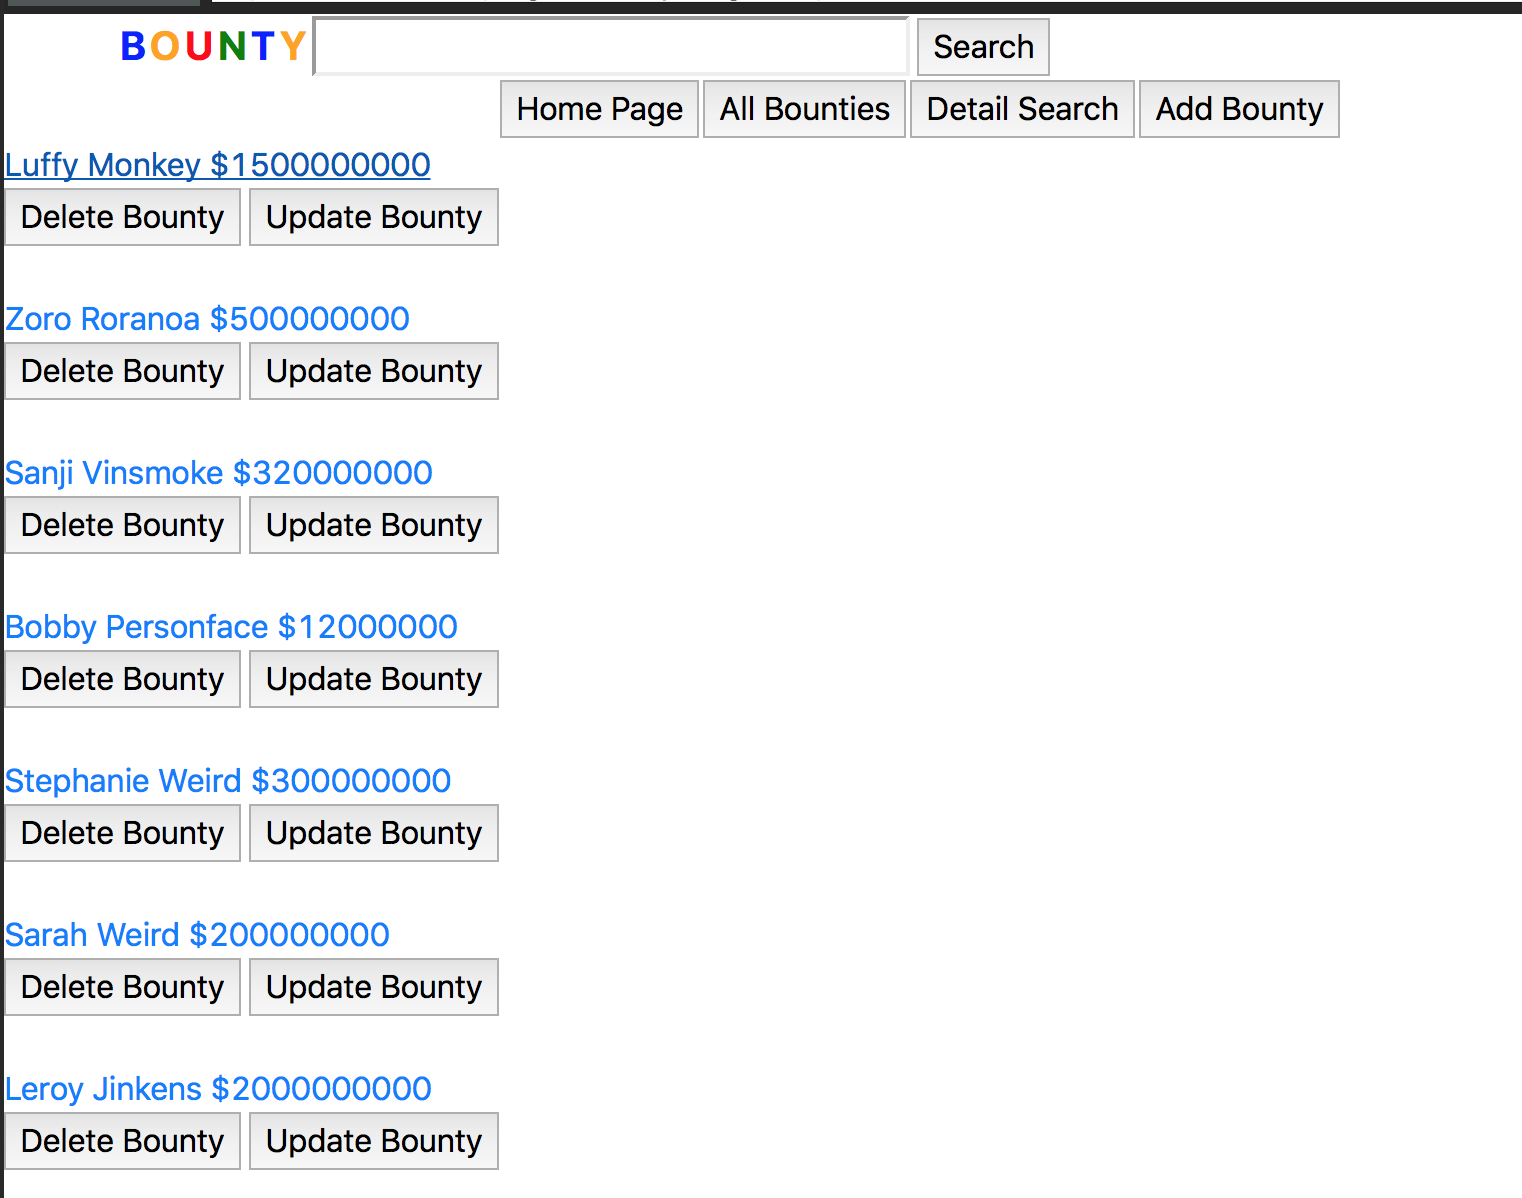 BOUNTY Search
Home Page All Bounties Detail Search Add Bounty
Luffy Monkey $1500000000
Delete Bounty Update Bounty
Zoro Roranoa $500000000
Delete Bounty Update Bounty
Sanji Vinsmoke $320000000
Delete Bounty Update Bounty
Bobby Personface $12000000
Delete Bounty Update Bounty
Stephanie Weird $300000000
Delete Bounty Update Bounty
Sarah Weird $200000000
Delete Bounty Update Bounty
Leroy Jinkens $2000000000
Delete Bounty Update Bounty